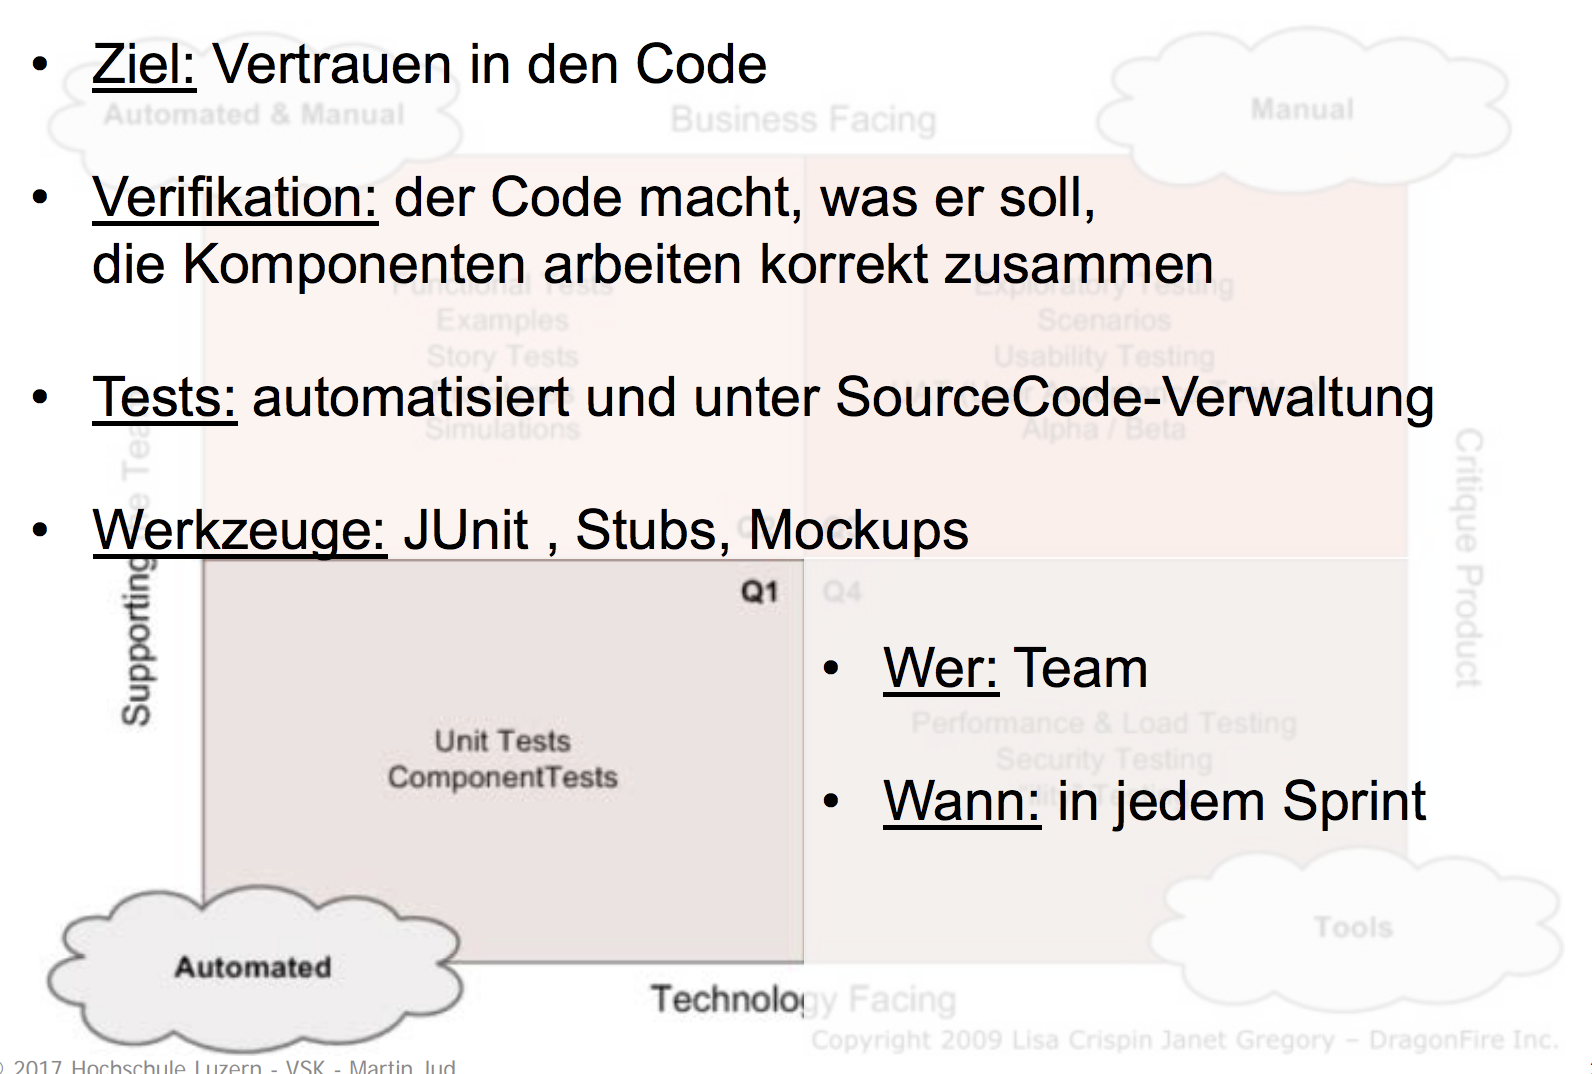 • Ziel: Vertrauen in den Code
Automated & Manual
Business Facing
Manual
• Verifikation: der Code macht, was er soll,
die Komponenten arbeiten korrekt zusammen
Functional Tests
Exploratory Testing
Examples
Scenarios
Story Tests
Usability Testing
• Tests: automatisiert und unter SourceCode-Verwaltung
Simulations
Alpha / Beta
Critique Product
• Werkzeuge: JUnit , Stubs, Mockups
Supporting
Q1
Q4
• Wer: Team
Unit Tests
ComponentTests
Performance & Load Testing
Security Testing
• Wann: in jedem Sprint
Automated
Tools
Technology Facing
Copyright 2009 Lisa Crispin Janet Gregory – DragonFire Inc.
2017 Hochschule Luzern - VSK - Martin Jud